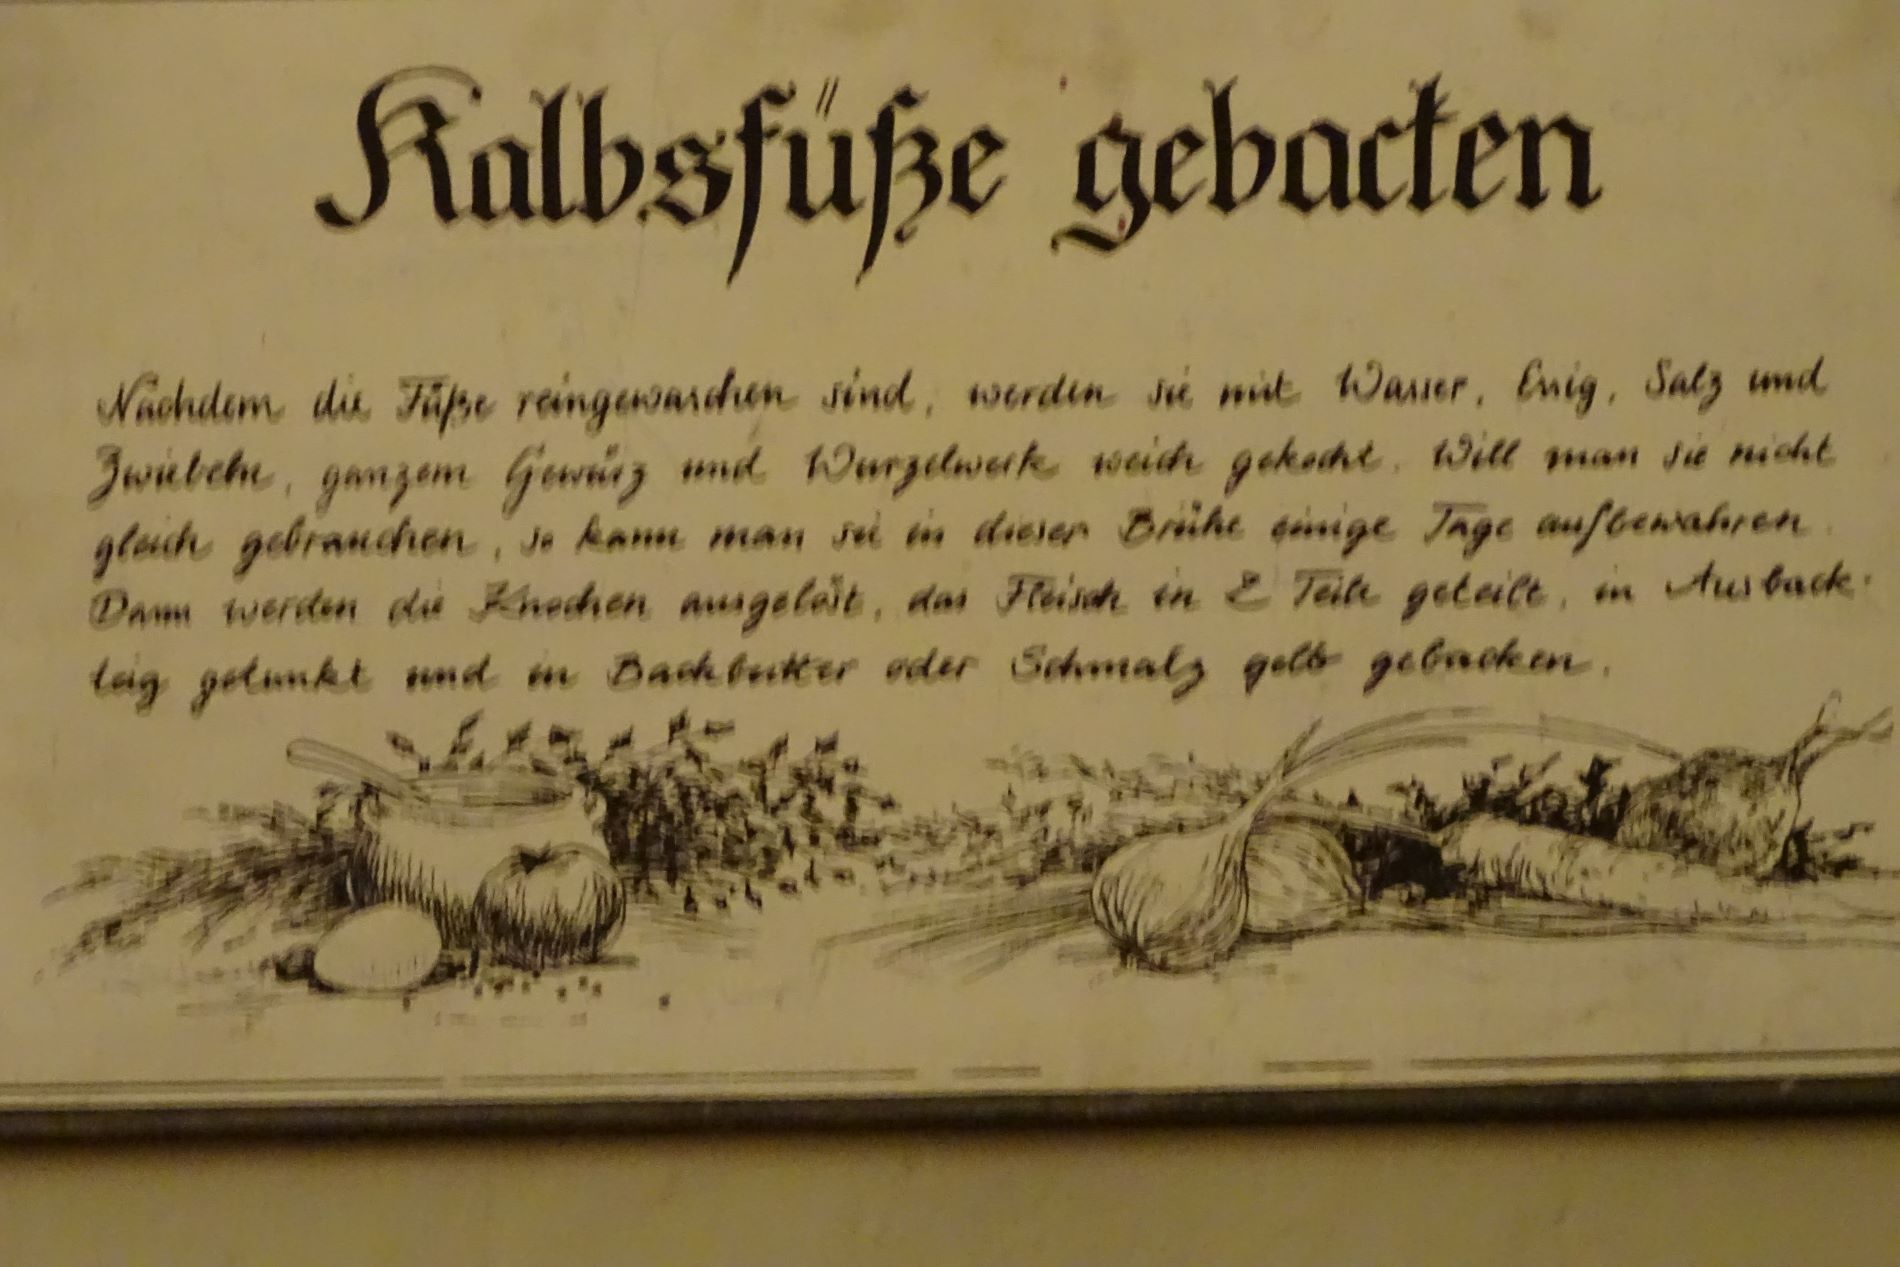 Kalbsfüße gebacken
Nachdem die Füße reingewaschen sind, werden sie mit Wasser, Essig, Salz und
Zwiebeln, ganzem Gewürz und Wurzelwerk weich gekocht. Will man sie nicht
gleich gebrauchen, so kann man sie in dieser Brühe einige Tage aufbewahren.
Dann werden die Knochen ausgelöst, das Fleisch in 2 Teile geteilt, in Ausback-
teig getunkt und in Backbutter oder Schmalz gelb gebacken.